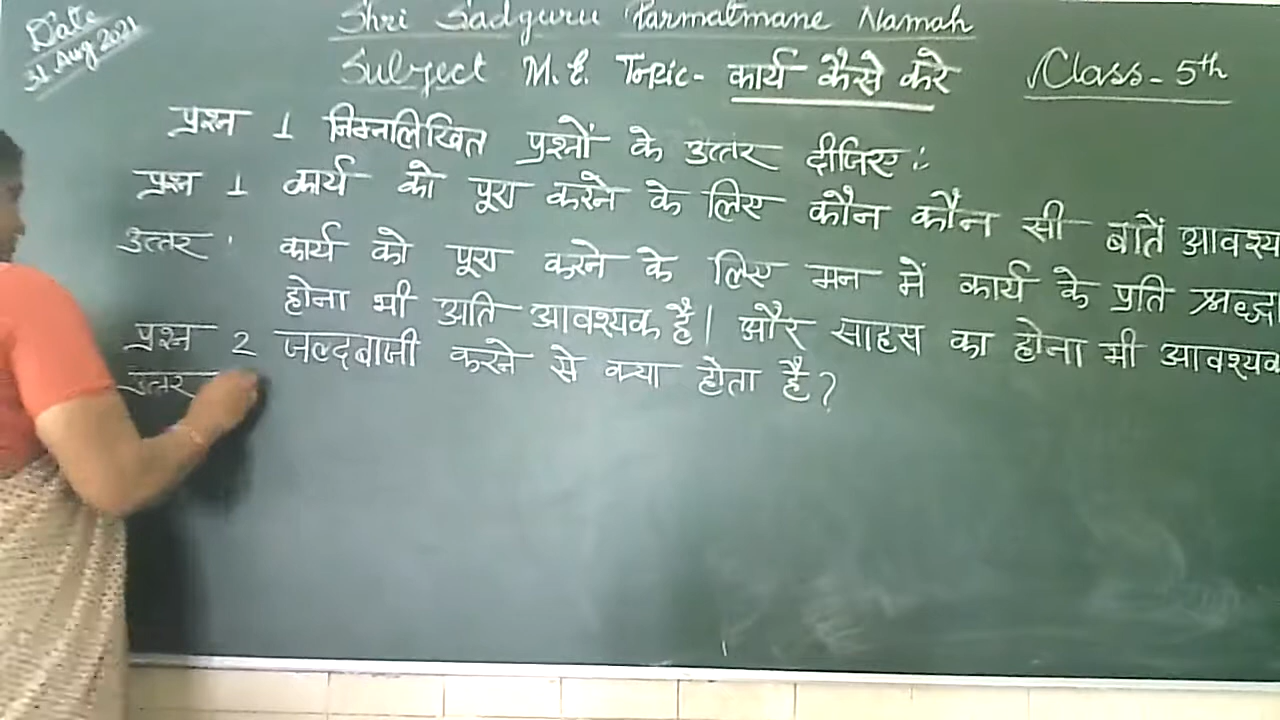 Date
31 Aug 2021
Shri Sadguru Parmatmane Namah
Subject M.E. Topic- कार्य कैसे करे Class - 5th
प्रश्न 1 निम्नलिखित प्रश्नों के उत्तर दीजिए :-
प्रश्न 1 कार्य को पूरा करने के लिए कौन कौन सी बातें आवश्य
उत्तर कार्य को पूरा करने के लिए मन में कार्य के प्रति श्रद्धा
होना भी अति आवश्यक है। और साहस का होना भी आवश्यक
प्रश्न 2 जल्दबाजी करने से क्या होता है?
उत्तर